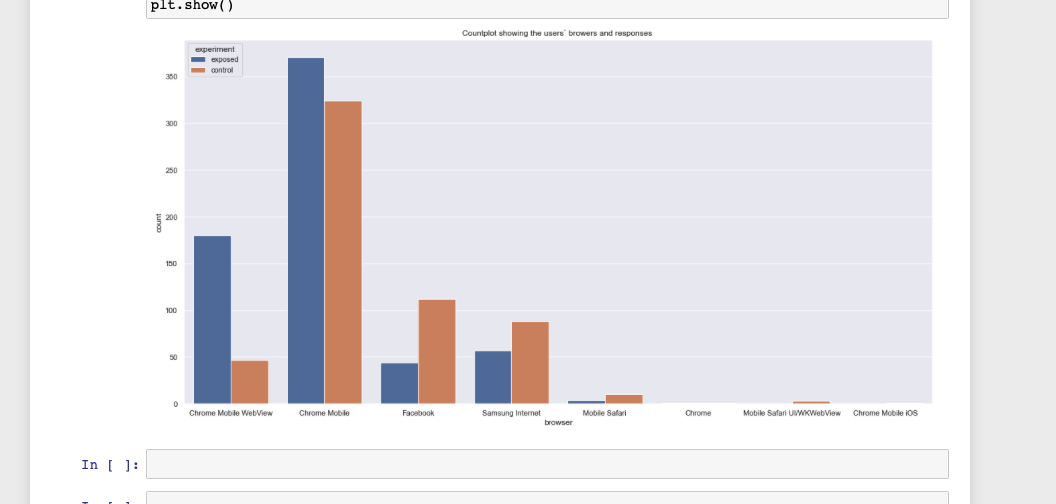 plt.show()
Countplot showing the users´ browers and responses
experiment
exposed
control
350
300
250
200
150
100
50
0
count
Chrome Mobile WebView Chrome Mobile Facebook Samsung Internet Mobile Safari Chrome Mobile Safari UI/WKWebView Chrome Mobile iOS
browser
In [ ]:
In [ ]: